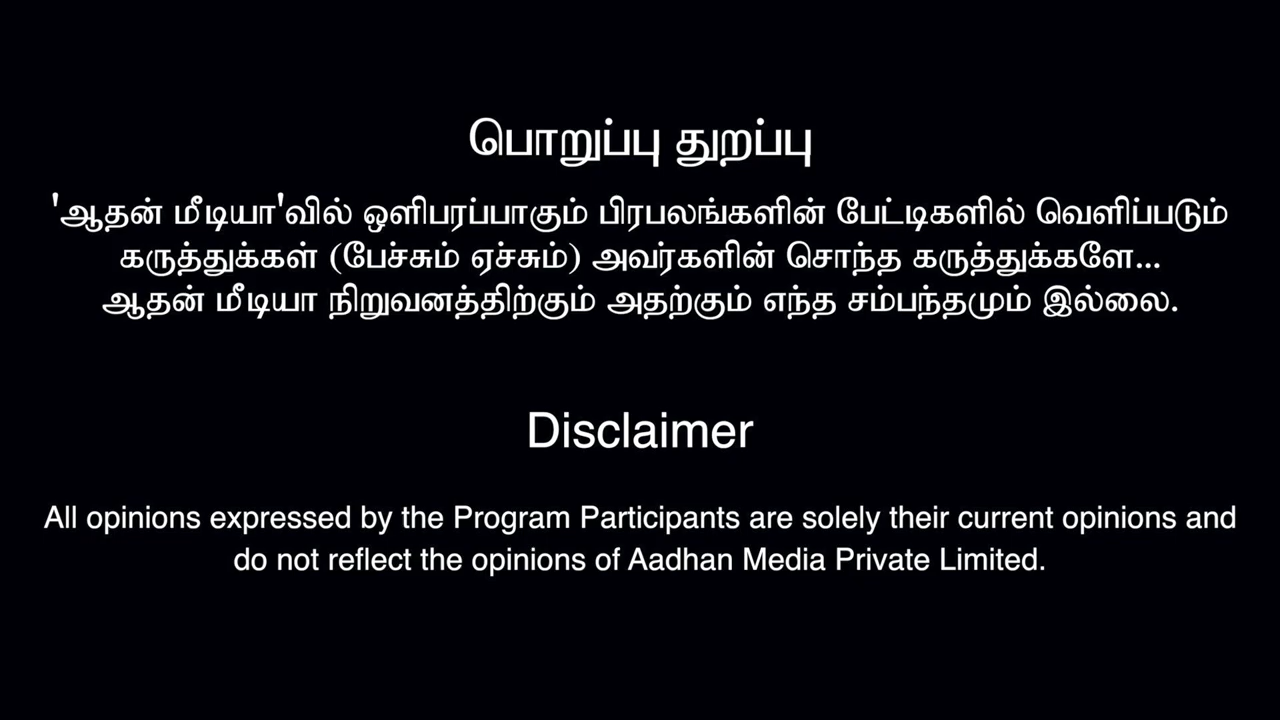 பொறுப்பு துறப்பு
'ஆதன் மீடியா'வில் ஒளிபரப்பாகும் பிரபலங்களின் பேட்டிகளில் வெளிப்படும்
கருத்துக்கள் (பேச்சும் ஏச்சும்) அவர்களின் சொந்த கருத்துக்களே...
ஆதன் மீடியா நிறுவனத்திற்கும் அதற்கும் எந்த சம்பந்தமும் இல்லை.
Disclaimer
All opinions expressed by the Program Participants are solely their current opinions and
do not reflect the opinions of Aadhan Media Private Limited.